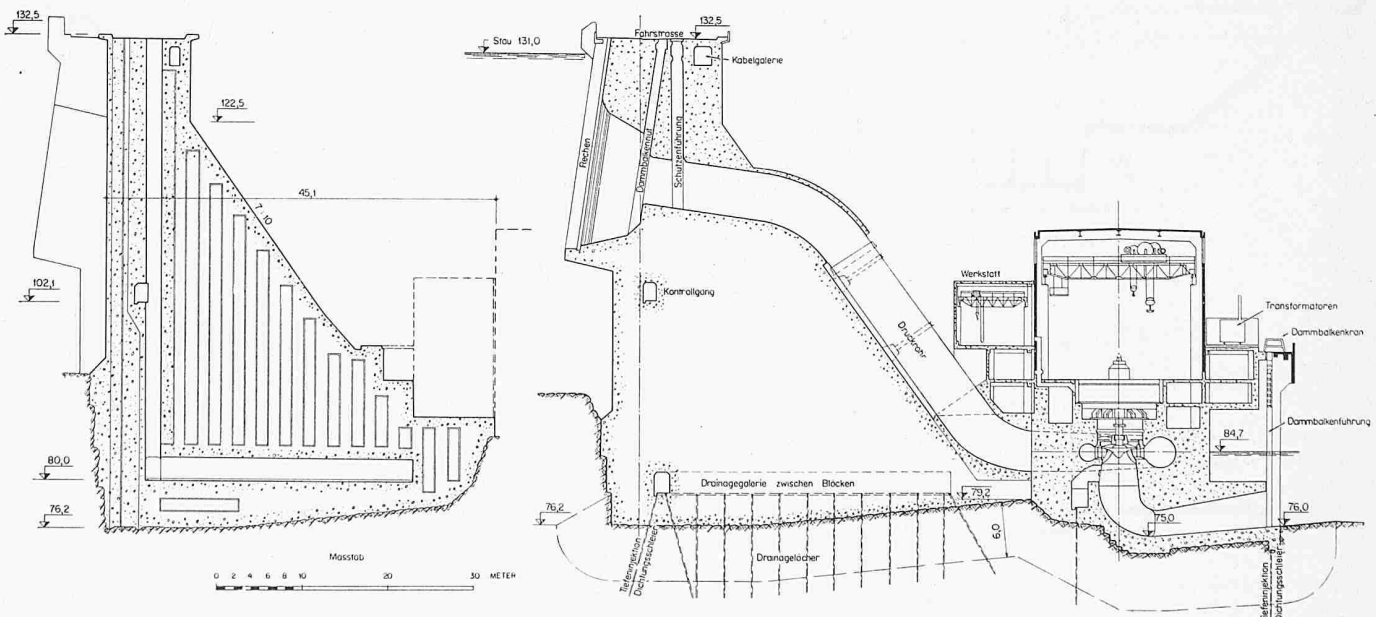 132,5
122,5
45,1
7:10
102,1
80,0
76,2
Masstab
0 2 4 6 8 10 20 30 METER
132,5
Fahrstrasse
Stau 131,0
Kabelgalerie
Rechen
Dammbalkennut
Schützenführung
Kontrollgang
Druckrohr
Werkstatt
Transformatoren
Dammbalkenkran
Dammbalkenführung
84,7
Drainagegalerie zwischen Blöcken
79,2
76,2
75,0
76,0
6,0
Drainagelöcher
Tiefeninjektion
Dichtungsschleier
Tiefeninjektion
Dichtungsschleier